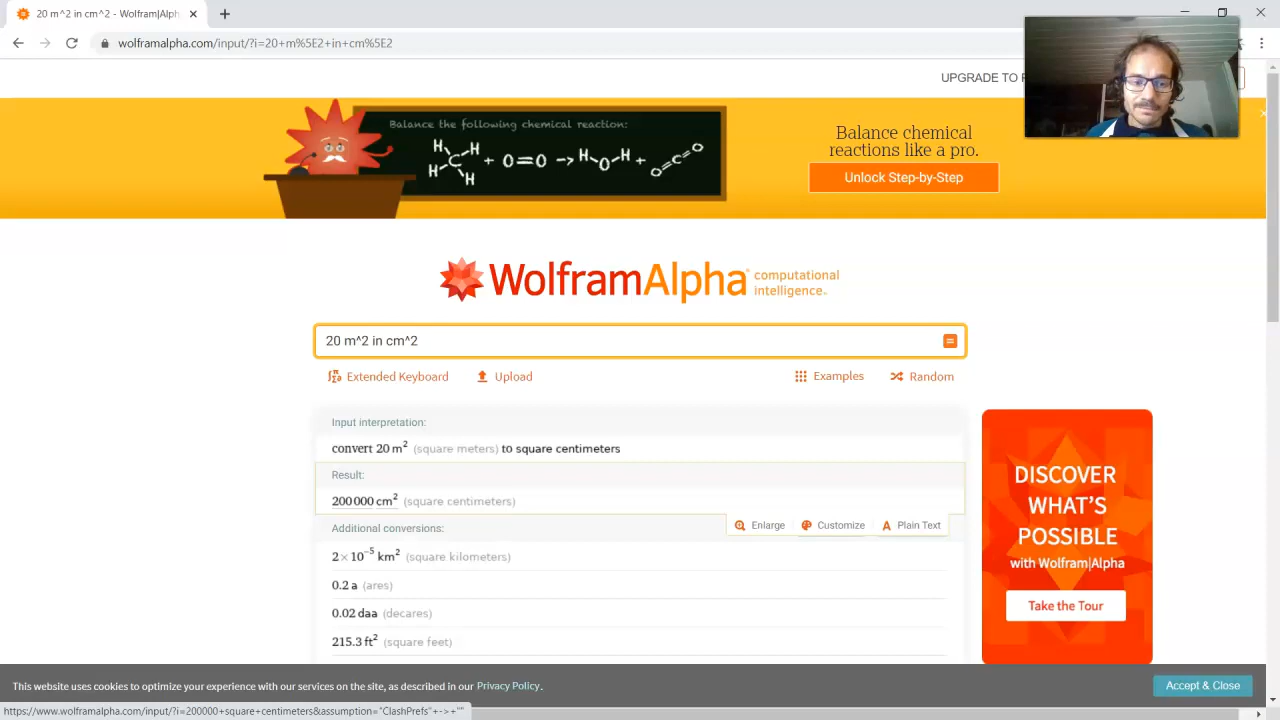 20 m^2 in cm^2 - Wolfram|Alph
wolframalpha.com/input/?i=20+m%5E2+in+cm%5E2
UPGRADE TO
Balance the following chemical reaction:
H H C H H + O=O -> H O H + O=C=O
Balance chemical
reactions like a pro.
Unlock Step-by-Step
WolframAlpha computational
intelligence.
20 m^2 in cm^2
Extended Keyboard Upload Examples Random
Input interpretation:
convert 20 m² (square meters) to square centimeters
Result:
200 000 cm² (square centimeters)
Enlarge Customize A Plain Text
Additional conversions:
2×10⁻⁵ km² (square kilometers)
0.2 a (ares)
0.02 daa (decares)
215.3 ft² (square feet)
DISCOVER
WHAT'S
POSSIBLE
with Wolfram|Alpha
Take the Tour
This website uses cookies to optimize your experience with our services on the site, as described in our Privacy Policy.
Accept & Close
https://www.wolframalpha.com/input/?i=200000+square+centimeters&assumption="ClashPrefs"+->+""